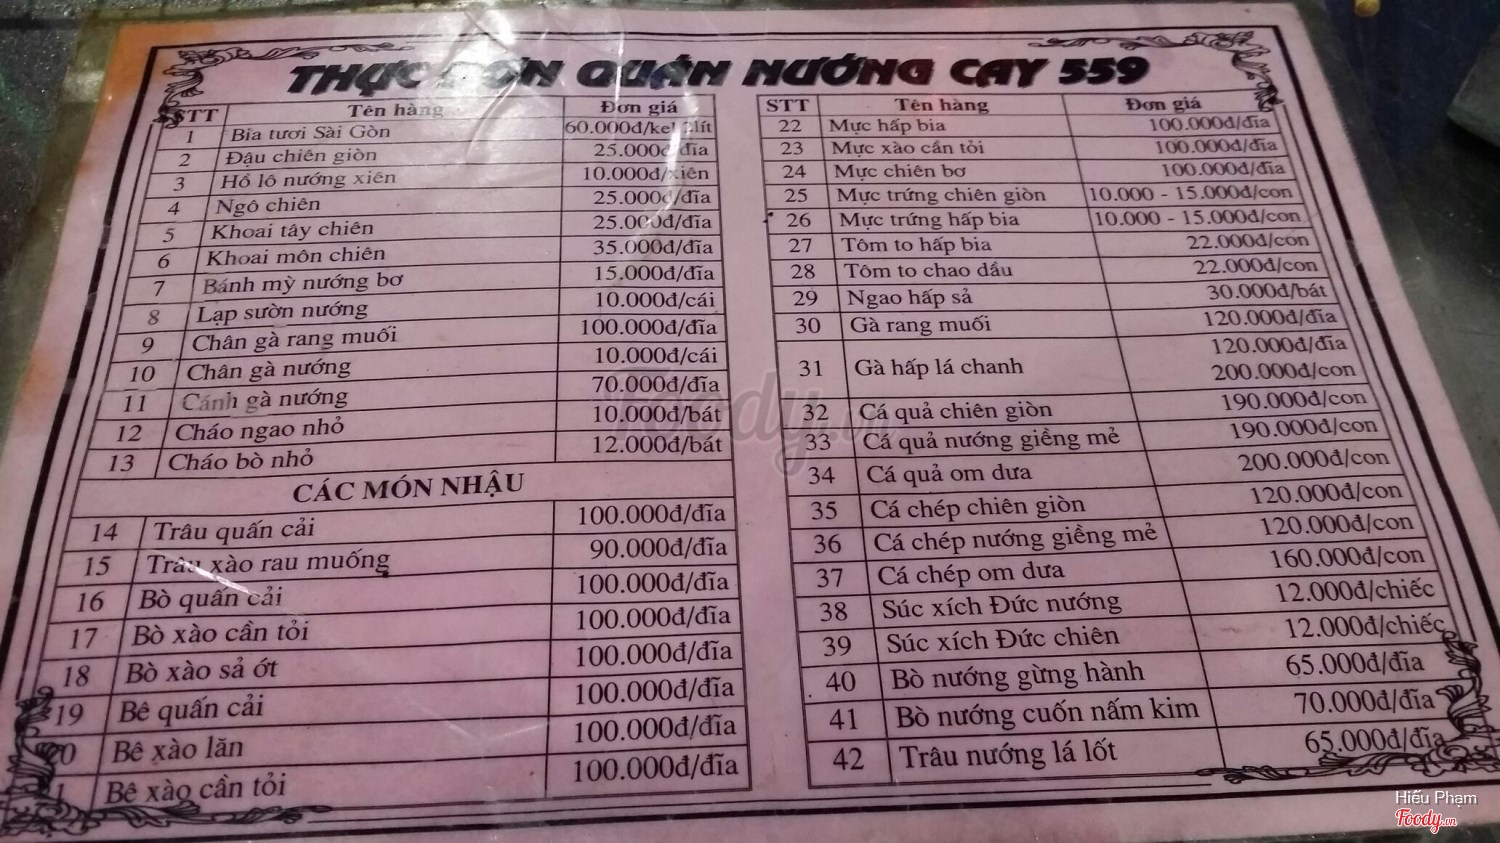 THỰC ĐƠN QUÁN NƯỚNG CAY 559
STT Tên hàng Đơn giá
1 Bia tươi Sài Gòn 60.000đ/ke lít
2 Đậu chiên giòn 25.000đ/đĩa
3 Hồ lô nướng xiên 10.000đ/xiên
4 Ngô chiên 25.000đ/đĩa
5 Khoai tây chiên 25.000đ/đĩa
6 Khoai môn chiên 35.000đ/đĩa
7 Bánh mỳ nướng bơ 15.000đ/đĩa
8 Lạp sườn nướng 10.000đ/cái
9 Chân gà rang muối 100.000đ/đĩa
10 Chân gà nướng 10.000đ/cái
11 Cánh gà nướng 70.000đ/đĩa
12 Cháo ngao nhỏ 10.000đ/bát
13 Cháo bò nhỏ 12.000đ/bát
CÁC MÓN NHẬU
14 Trâu quấn cải 100.000đ/đĩa
15 Trâu xào rau muống 90.000đ/đĩa
16 Bò quấn cải 100.000đ/đĩa
17 Bò xào cần tỏi 100.000đ/đĩa
18 Bò xào sả ớt 100.000đ/đĩa
19 Bê quấn cải 100.000đ/đĩa
0 Bê xào lăn 100.000đ/đĩa
1 Bê xào cần tỏi 100.000đ/đĩa
STT Tên hàng Đơn giá
22 Mực hấp bia 100.000đ/đĩa
23 Mực xào cần tỏi 100.000đ/đĩa
24 Mực chiên bơ 100.000đ/đĩa
25 Mực trứng chiên giòn 10.000 - 15.000đ/con
26 Mực trứng hấp bia 10.000 - 15.000đ/con
27 Tôm to hấp bia 22.000đ/con
28 Tôm to chao dầu 22.000đ/con
29 Ngao hấp sả 30.000đ/bát
30 Gà rang muối 120.000đ/đĩa
31 Gà hấp lá chanh 120.000đ/đĩa
200.000đ/con
32 Cá quả chiên giòn 190.000đ/con
33 Cá quả nướng giềng mẻ 190.000đ/con
34 Cá quả om dưa 200.000đ/con
35 Cá chép chiên giòn 120.000đ/con
36 Cá chép nướng giềng mẻ 120.000đ/con
37 Cá chép om dưa 160.000đ/con
38 Súc xích Đức nướng 12.000đ/chiếc
39 Súc xích Đức chiên 12.000đ/chiếc
40 Bò nướng gừng hành 65.000đ/đĩa
41 Bò nướng cuốn nấm kim 70.000đ/đĩa
42 Trâu nướng lá lốt 65.000đ/đĩa
Foody.vn
Hiếu Phạm
Foody.vn